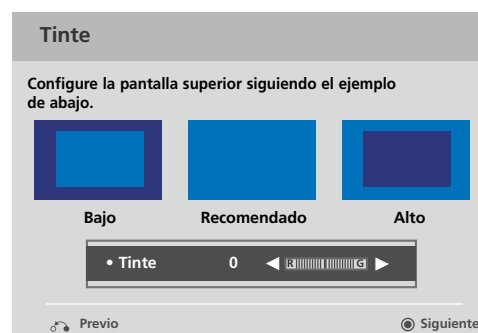 Tinte
Configure la pantalla superior siguiendo el ejemplo
de abajo.
Bajo Recomendado Alto
• Tinte 0 ◀ R G ▶
Previo Siguiente